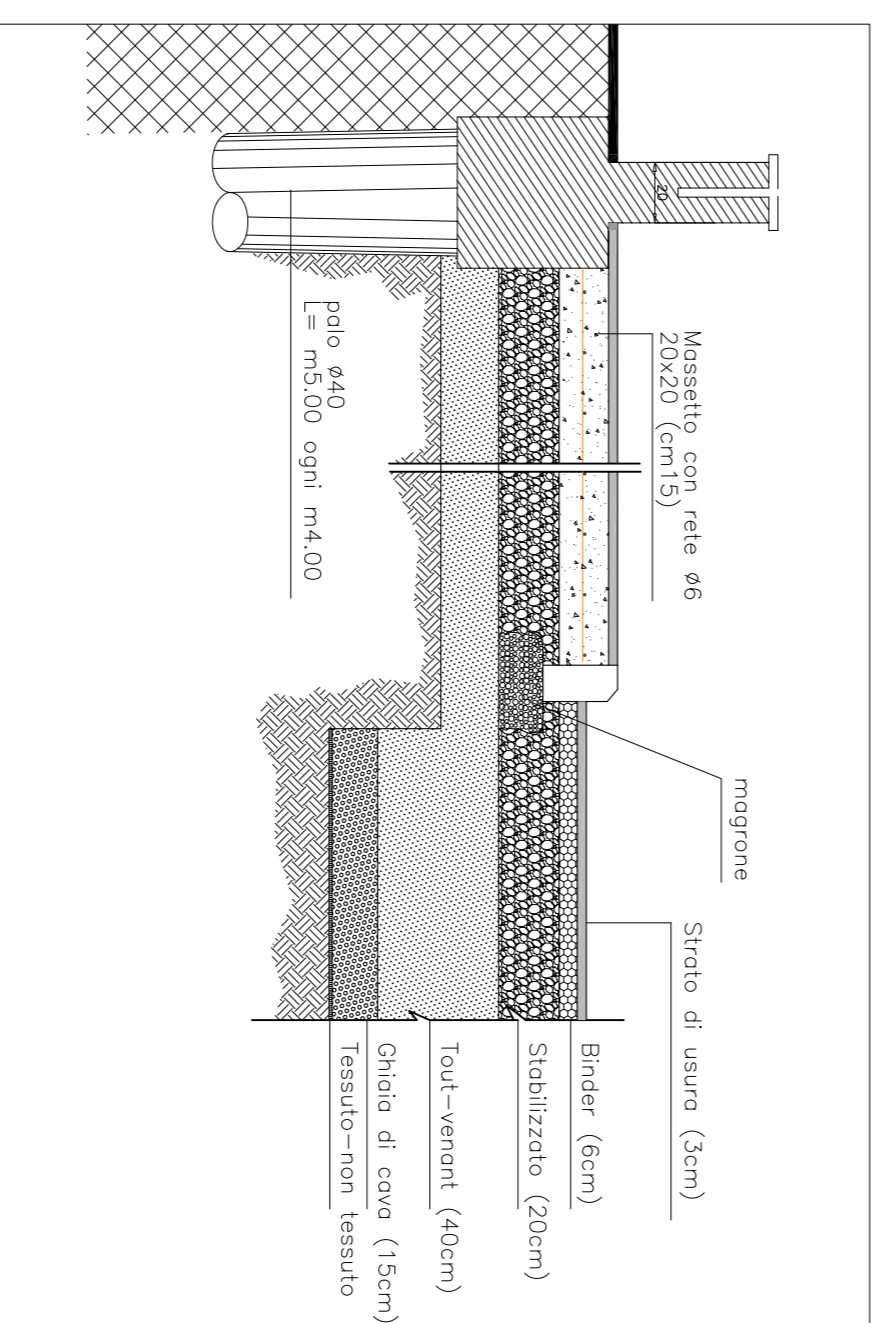 20
Massetto con rete ø6
20x20 (cm15)
palo ø40
L= m5.00 ogni m4.00
magrone
Strato di usura (3cm)
Binder (6cm)
Stabilizzato (20cm)
Tout-venant (40cm)
Ghiaia di cava (15cm)
Tessuto-non tessuto